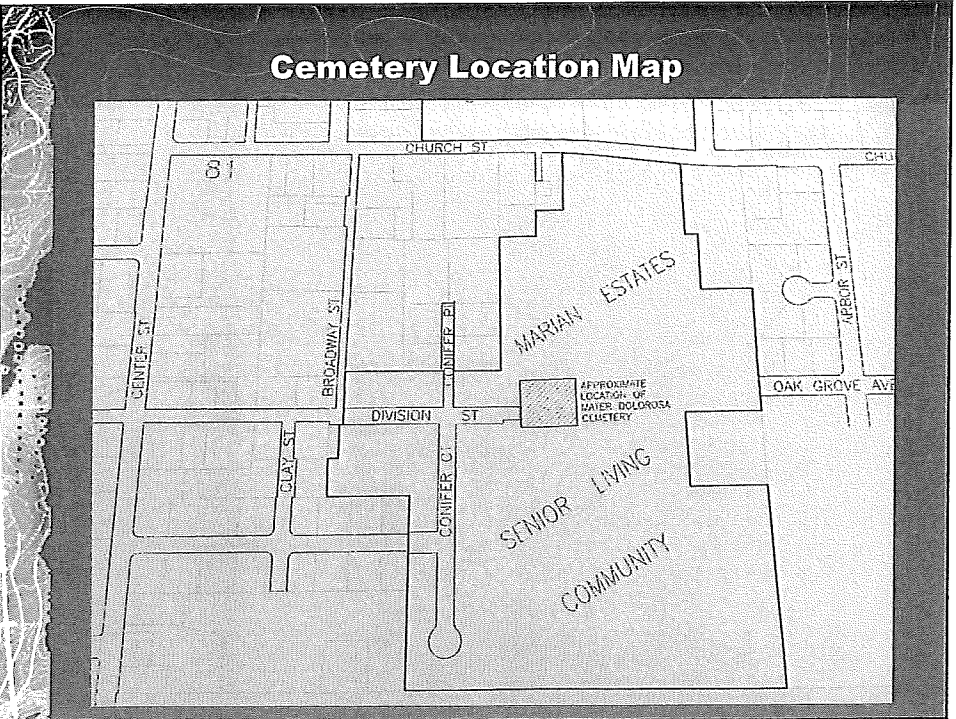 Cemetery Location Map
CHURCH ST
CHU
81
MARIAN ESTATES
ARBOR ST
CENTER ST
BROADWAY ST
CONIFER PL
APPROXIMATE
LOCATION OF
MATER DOLOROSA
CEMETERY
OAK GROVE AVE
DIVISION ST
CLAY ST
CONIFER CT
SENIOR LIVING
COMMUNITY